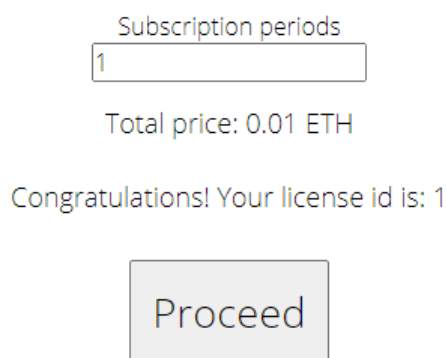 Subscription periods
1
Total price: 0.01 ETH
Congratulations! Your license id is: 1
Proceed